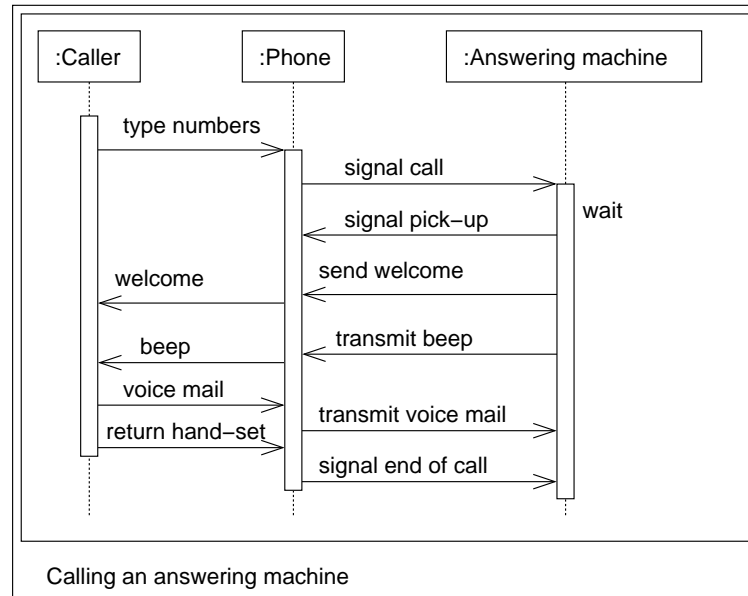 :Caller
:Phone
:Answering machine
type numbers
signal call
wait
signal pick−up
send welcome
welcome
transmit beep
beep
voice mail
transmit voice mail
return hand−set
signal end of call
Calling an answering machine